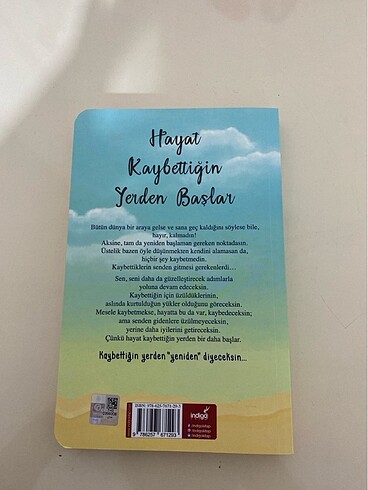 Hayat
Kaybettiğin
Yerden Başlar
Bütün dünya bir araya gelse ve sana geç kaldığını söylese bile,
hayır, kalmadın!
Aksine, tam da yeniden başlaman gereken noktadasın.
Üstelik bazen öyle düşünmekten kendini alamasan da,
hiçbir şey kaybetmedin.
Kaybettiklerin senden gitmesi gerekenlerdi...
Sen, seni daha da güzelleştirecek adımlarla
yoluna devam edeceksin.
Kaybettiğin için üzüldüklerinin,
aslında kurtulduğun yükler olduğunu göreceksin.
Mesele kaybetmekse, hayatta bu da var, kaybedeceksin;
ama senden gidenlere üzülmeyeceksin,
yerine daha iyilerini getireceksin.
Çünkü hayat kaybettiğin yerden bir daha başlar.
Kaybettiğin yerden "yeniden" diyeceksin...
indigo
9 786257 671293